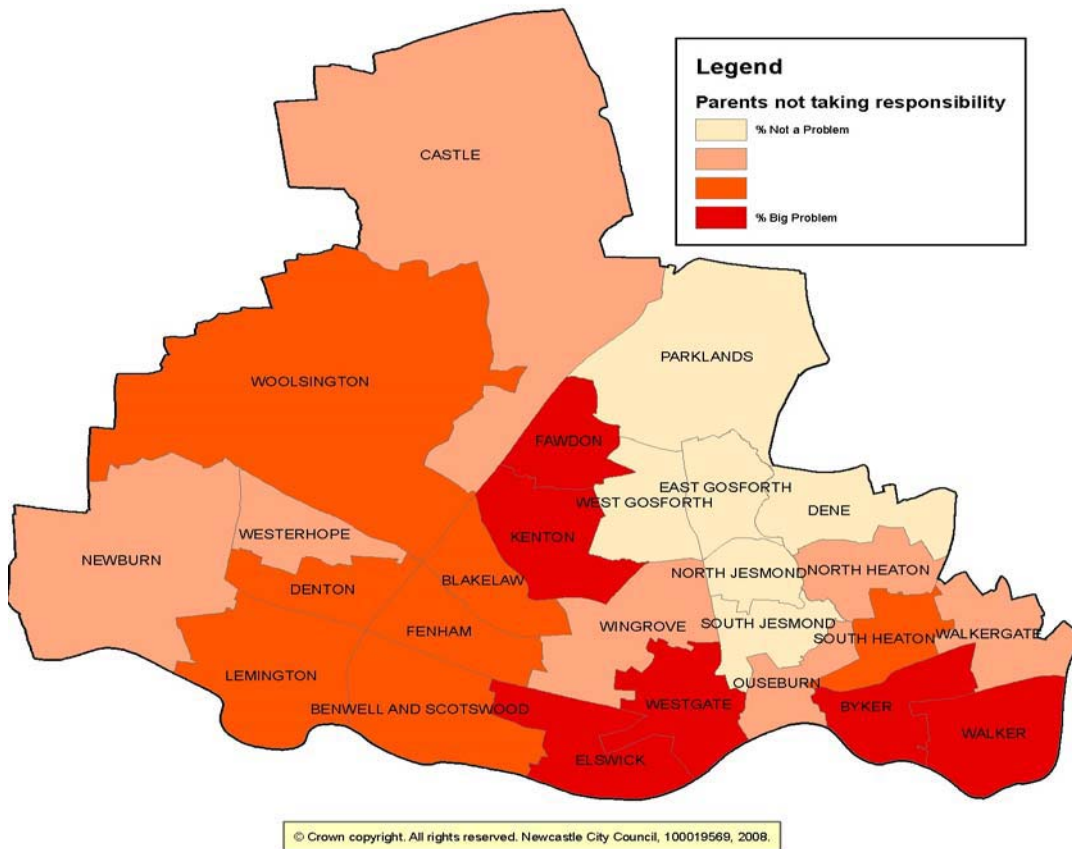 Legend
Parents not taking responsibility
% Not a Problem
% Big Problem
CASTLE
PARKLANDS
WOOLSINGTON
FAWDON
EAST GOSFORTH
WEST GOSFORTH
DENE
WESTERHOPE
KENTON
NEWBURN
NORTH JESMOND
NORTH HEATON
BLAKELAW
DENTON
FENHAM
WINGROVE
SOUTH JESMOND
SOUTH HEATON
WALKERGATE
LEMINGTON
OUSEBURN
BENWELL AND SCOTSWOOD
WESTGATE
BYKER
WALKER
ELSWICK
© Crown copyright. All rights reserved. Newcastle City Council, 100019569, 2008.